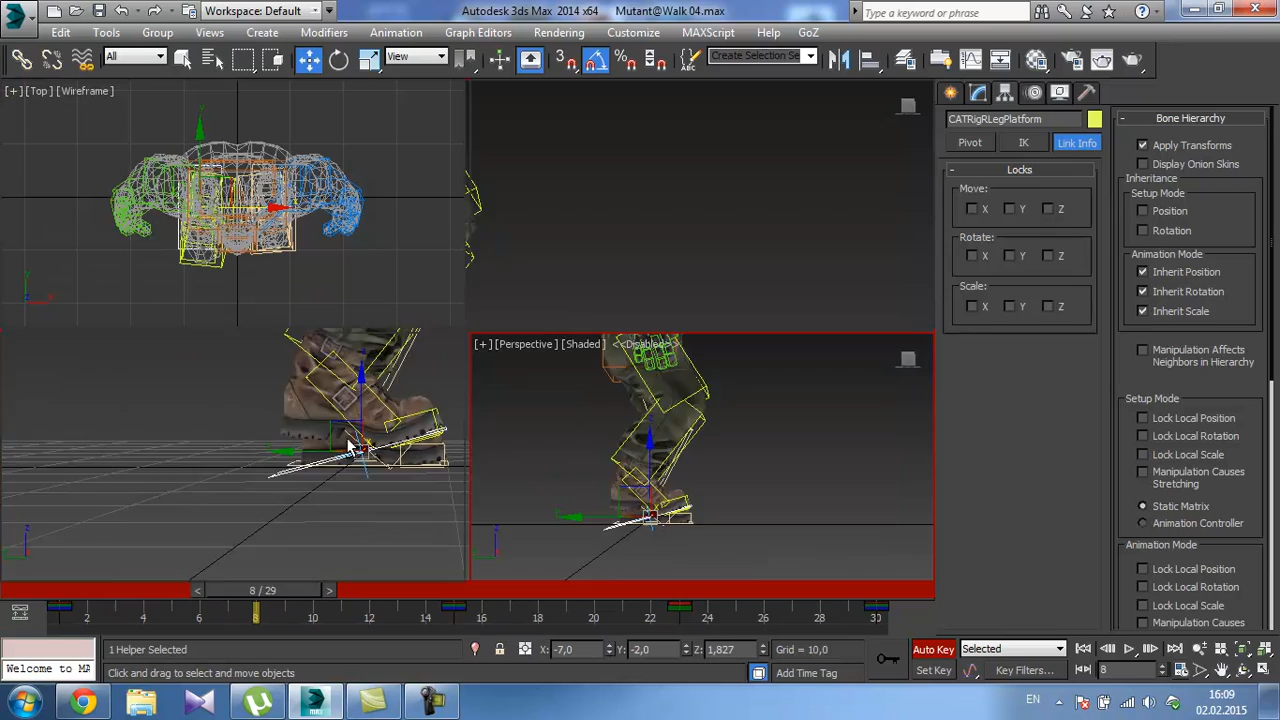 Workspace: Default
Autodesk 3ds Max 2014 x64
Mutant@Walk 04.max
Type a keyword or phrase
Edit Tools Group Views Create Modifiers Animation Graph Editors Rendering Customize MAXScript Help GoZ
All
View
3
Create Selection Se
[+] [Top] [Wireframe]
[+] [Perspective] [Shaded] <<Disabled>>
CATRigRLegPlatform
Pivot IK Link Info
- Locks
Move:
X Y Z
Rotate:
X Y Z
Scale:
X Y Z
- Bone Hierarchy
Apply Transforms
Display Onion Skins
Inheritance
Setup Mode
Position
Rotation
Animation Mode
Inherit Position
Inherit Rotation
Inherit Scale
Manipulation Affects
Neighbors in Hierarchy
Setup Mode
Lock Local Position
Lock Local Rotation
Lock Local Scale
Manipulation Causes
Stretching
Static Matrix
Animation Controller
Animation Mode
Lock Local Position
Lock Local Rotation
Lock Local Scale
Manipulation Causes
< 8 / 29 >
2 4 6 8 10 12 14 16 18 20 22 24 26 28 30
1 Helper Selected
X: -7,0 Y: -2,0 Z: 1,827
Grid = 10,0
Auto Key
Selected
Welcome to MA
Click and drag to select and move objects
Add Time Tag
Set Key
Key Filters...
8
EN
16:09
02.02.2015